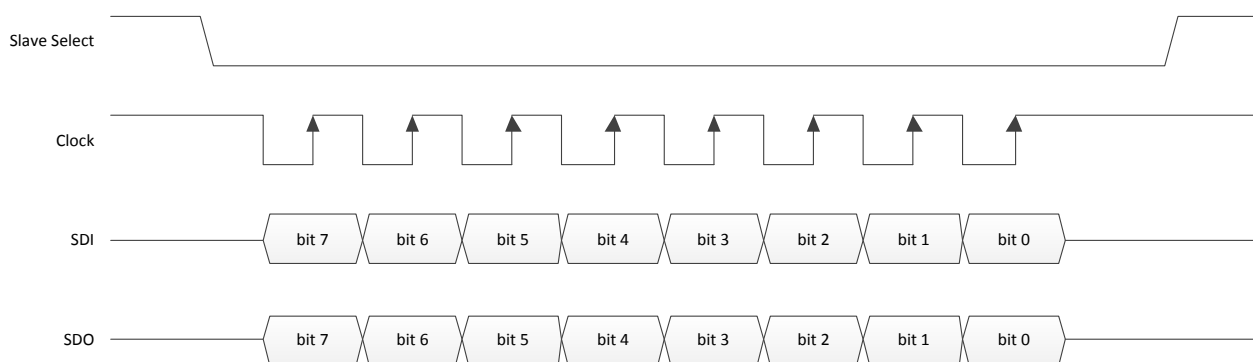 Slave Select
Clock
SDI
bit 7 bit 6 bit 5 bit 4 bit 3 bit 2 bit 1 bit 0
SDO
bit 7 bit 6 bit 5 bit 4 bit 3 bit 2 bit 1 bit 0